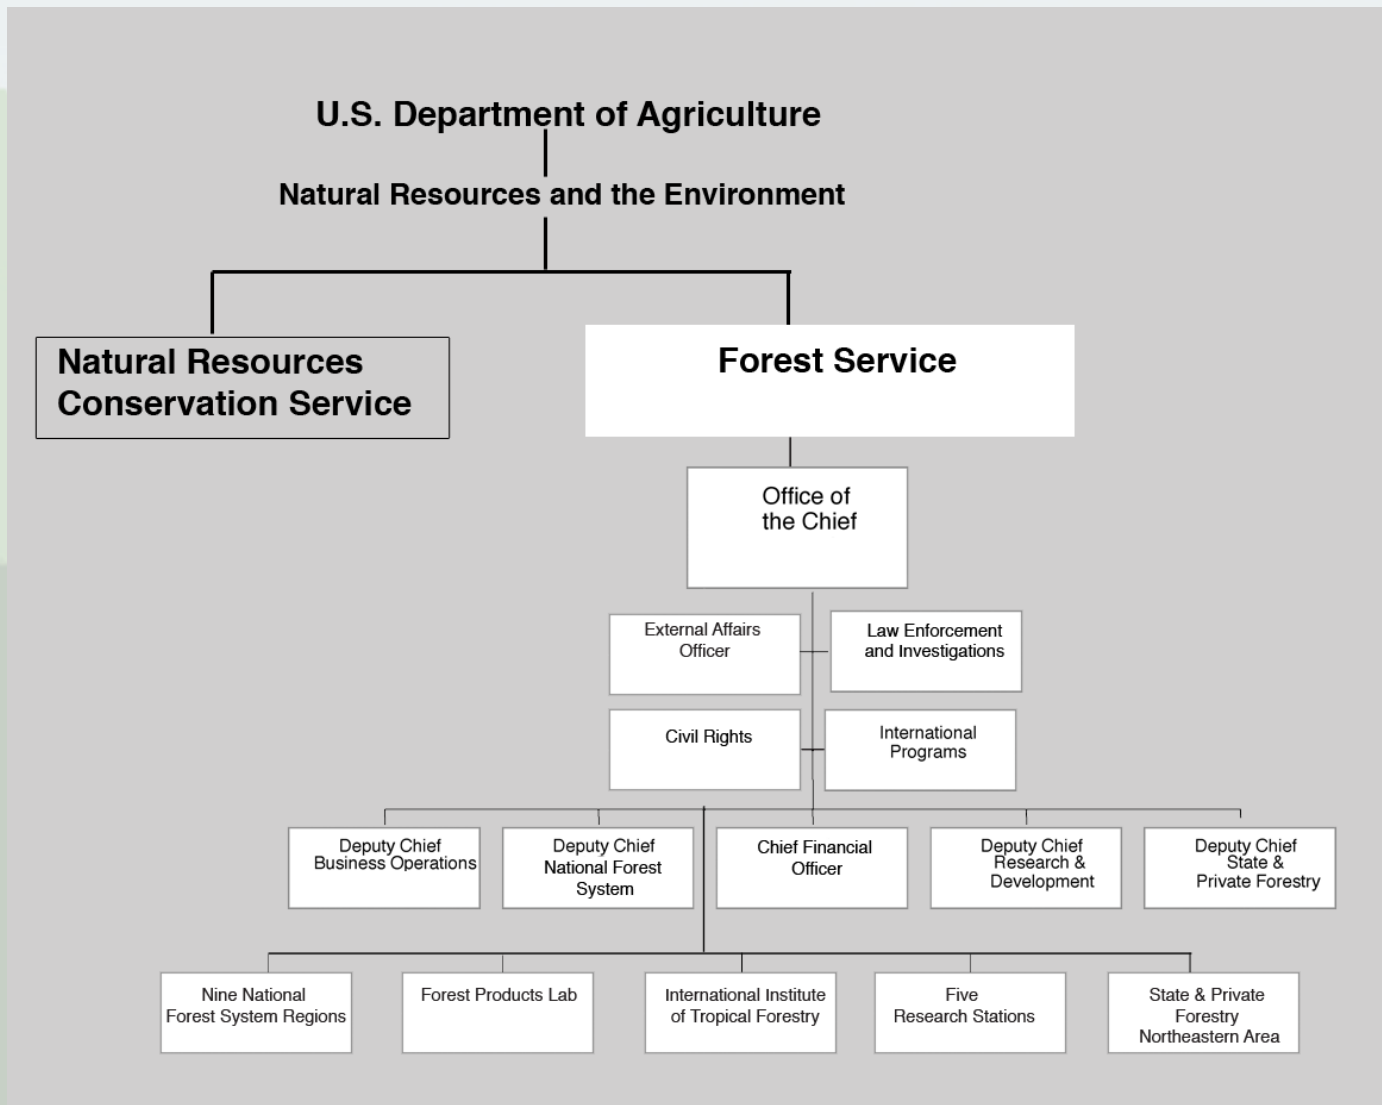 U.S. Department of Agriculture
Natural Resources and the Environment
Natural Resources
Conservation Service
Forest Service
Office of
the Chief
External Affairs
Officer
Law Enforcement
and Investigations
Civil Rights
International
Programs
Deputy Chief
Business Operations
Deputy Chief
National Forest
System
Chief Financial
Officer
Deputy Chief
Research &
Development
Deputy Chief
State &
Private Forestry
Nine National
Forest System Regions
Forest Products Lab
International Institute
of Tropical Forestry
Five
Research Stations
State & Private
Forestry
Northeastern Area